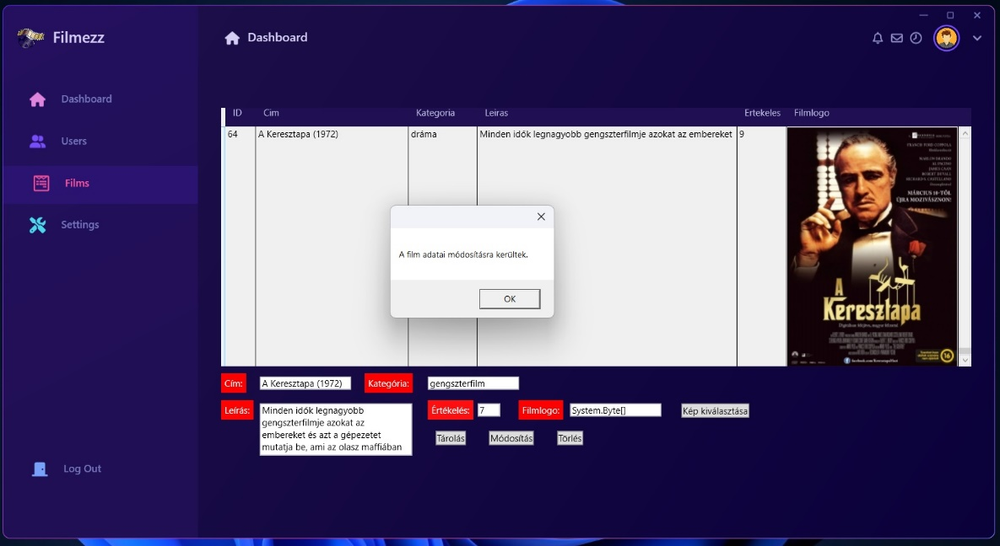 Filmezz
Dashboard
Dashboard
Users
Films
Settings
Log Out
ID Cim Kategoria Leiras Ertekeles Filmlogo
64 A Keresztapa (1972) dráma Minden idők legnagyobb gengszterfilmje azokat az embereket 9
FRANCIS FORD COPPOLA
MARLON BRANDO
AL PACINO
JAMES CAAN
ROBERT DUVALL
RICHARD S. CASTELLANO
MÁRCIUS 10-TŐL
ÚJRA MOZIVÁSZNON!
A
Keresztapa
16
A film adatai módosításra kerültek.
OK
Cím: A Keresztapa (1972) Kategória: gengszterfilm
Leírás: Minden idők legnagyobb
gengszterfilmje azokat az
embereket és azt a gépezetet
mutatja be, ami az olasz maffiában
Értékelés: 7 Filmlogo: System.Byte[] Kép kiválasztása
Tárolás Módosítás Törlés